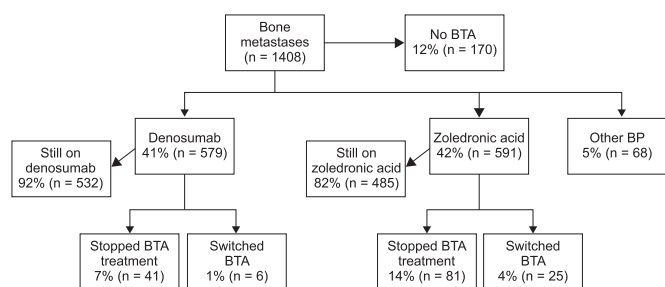 Bone
metastases
(n = 1408)
No BTA
12% (n = 170)
Denosumab
41% (n = 579)
Zoledronic acid
42% (n = 591)
Other BP
5% (n = 68)
Still on
denosumab
92% (n = 532)
Still on
zoledronic acid
82% (n = 485)
Stopped BTA
treatment
7% (n = 41)
Switched
BTA
1% (n = 6)
Stopped BTA
treatment
14% (n = 81)
Switched
BTA
4% (n = 25)